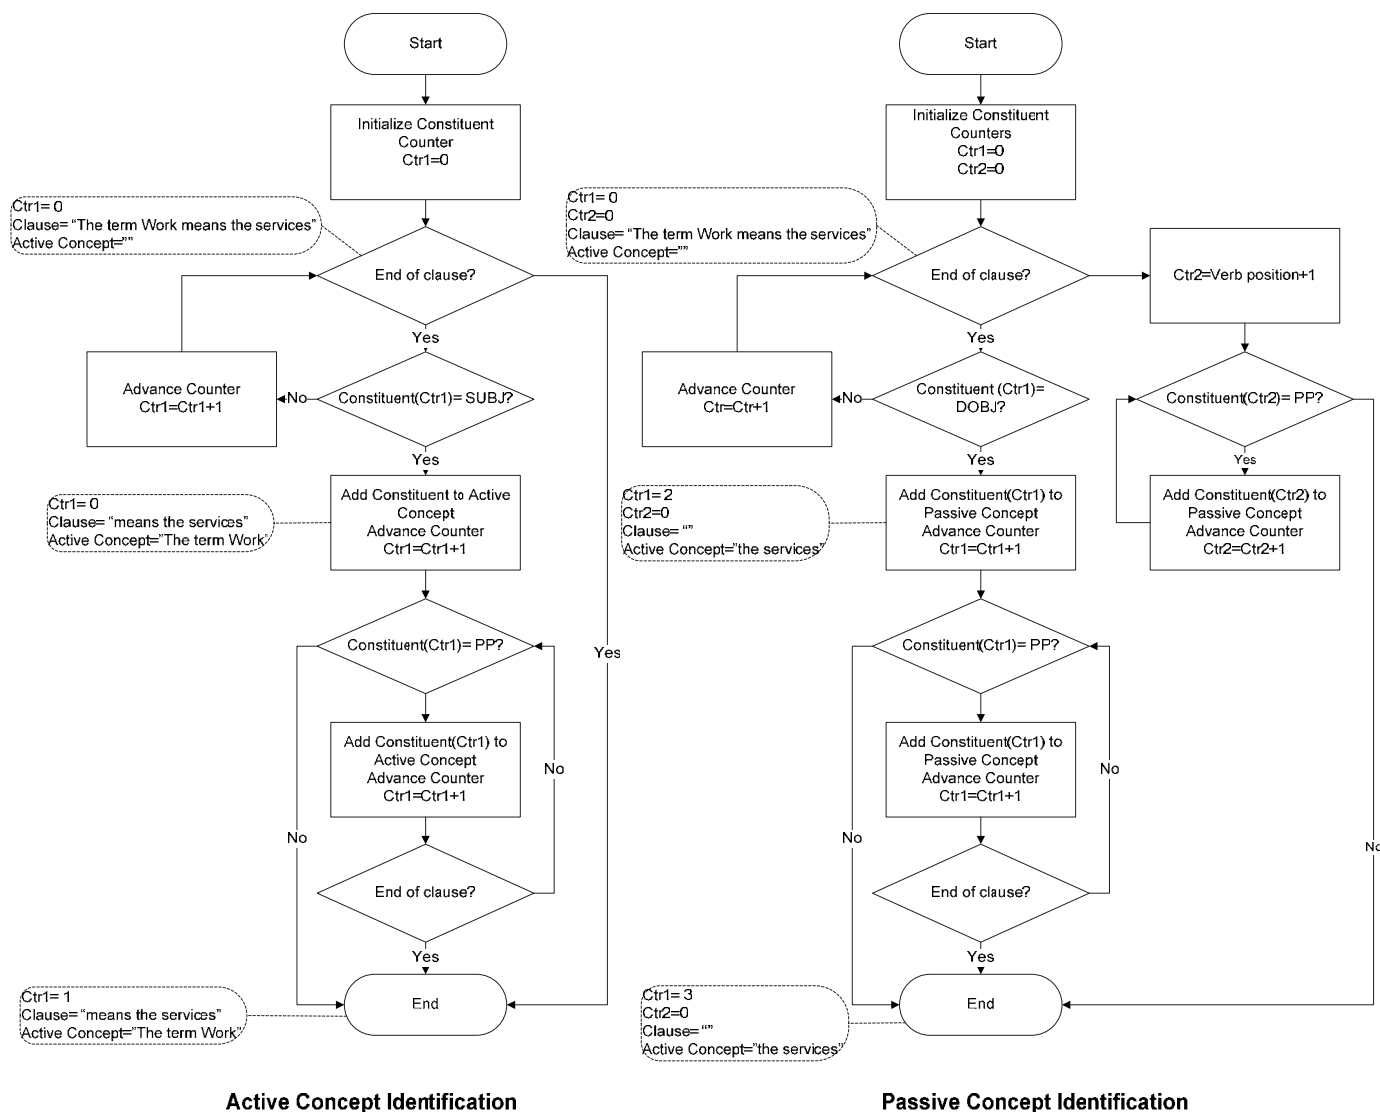 Start
Initialize Constituent
Counter
Ctr1=0
Ctr1= 0
Clause= “The term Work means the services”
Active Concept=””
End of clause?
Yes
Advance Counter
Ctr1=Ctr1+1
No
Constituent(Ctr1)= SUBJ?
Yes
Ctr1= 0
Clause= “means the services”
Active Concept=”The term Work”
Add Constituent to Active
Concept
Advance Counter
Ctr1=Ctr1+1
Constituent(Ctr1)= PP?
Yes
Add Constituent(Ctr1) to
Active Concept
Advance Counter
Ctr1=Ctr1+1
No
No
End of clause?
Yes
Ctr1= 1
Clause= “means the services”
Active Concept=”The term Work”
End
Active Concept Identification
Start
Initialize Constituent
Counters
Ctr1=0
Ctr2=0
Ctr1= 0
Ctr2=0
Clause= “The term Work means the services”
Active Concept=””
End of clause?
Ctr2=Verb position+1
Yes
Advance Counter
Ctr=Ctr+1
No
Constituent (Ctr1)=
DOBJ?
Constituent(Ctr2)= PP?
Yes
Yes
Ctr1= 2
Ctr2=0
Clause= “”
Active Concept=”the services”
Add Constituent(Ctr1) to
Passive Concept
Advance Counter
Ctr1=Ctr1+1
Add Constituent(Ctr2) to
Passive Concept
Advance Counter
Ctr2=Ctr2+1
Constituent(Ctr1)= PP?
Add Constituent(Ctr1) to
Passive Concept
Advance Counter
Ctr1=Ctr1+1
No
No
No
End of clause?
Yes
Ctr1= 3
Ctr2=0
Clause= “”
Active Concept=”the services”
End
Passive Concept Identification